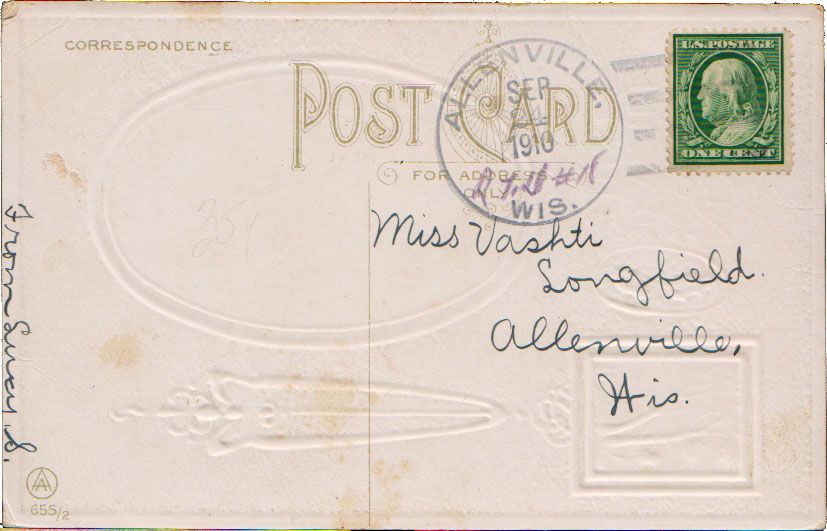 CORRESPONDENCE
POST CARD
FOR ADDRESS
ONLY
ALLENVILLE,
SEP
1910
WIS.
U.S. POSTAGE
ONE CENT
Miss Vashti
Longfield.
Allenville,
Wis.
From Lucy S.
AA
655/2